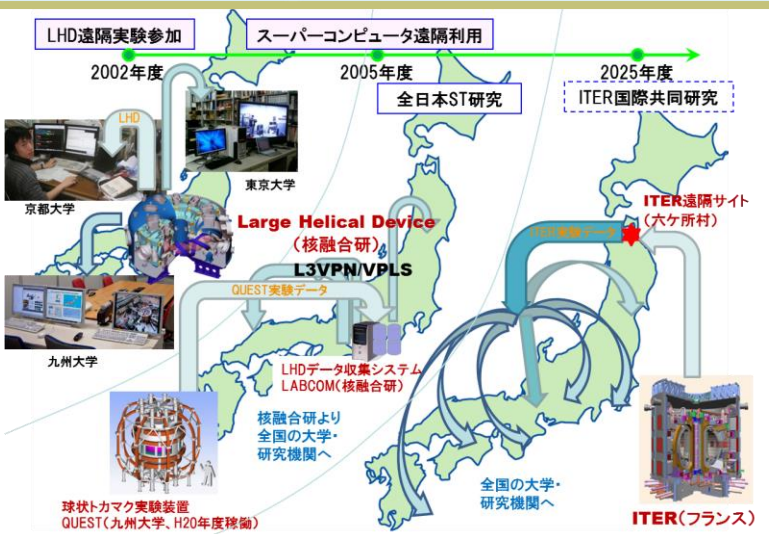 LHD遠隔実験参加
スーパーコンピュータ遠隔利用
2002年度
2005年度
2025年度
全日本ST研究
ITER国際共同研究
LHD
京都大学
東京大学
Large Helical Device
(核融合研)
L3VPN/VPLS
QUEST実験データ
九州大学
LHDデータ収集システム
LABCOM(核融合研)
核融合研より
全国の大学・
研究機関へ
球状トカマク実験装置
QUEST(九州大学、H20年度稼働)
ITER遠隔サイト
(六ケ所村)
ITER実験データ
全国の大学・
研究機関へ
ITER(フランス)